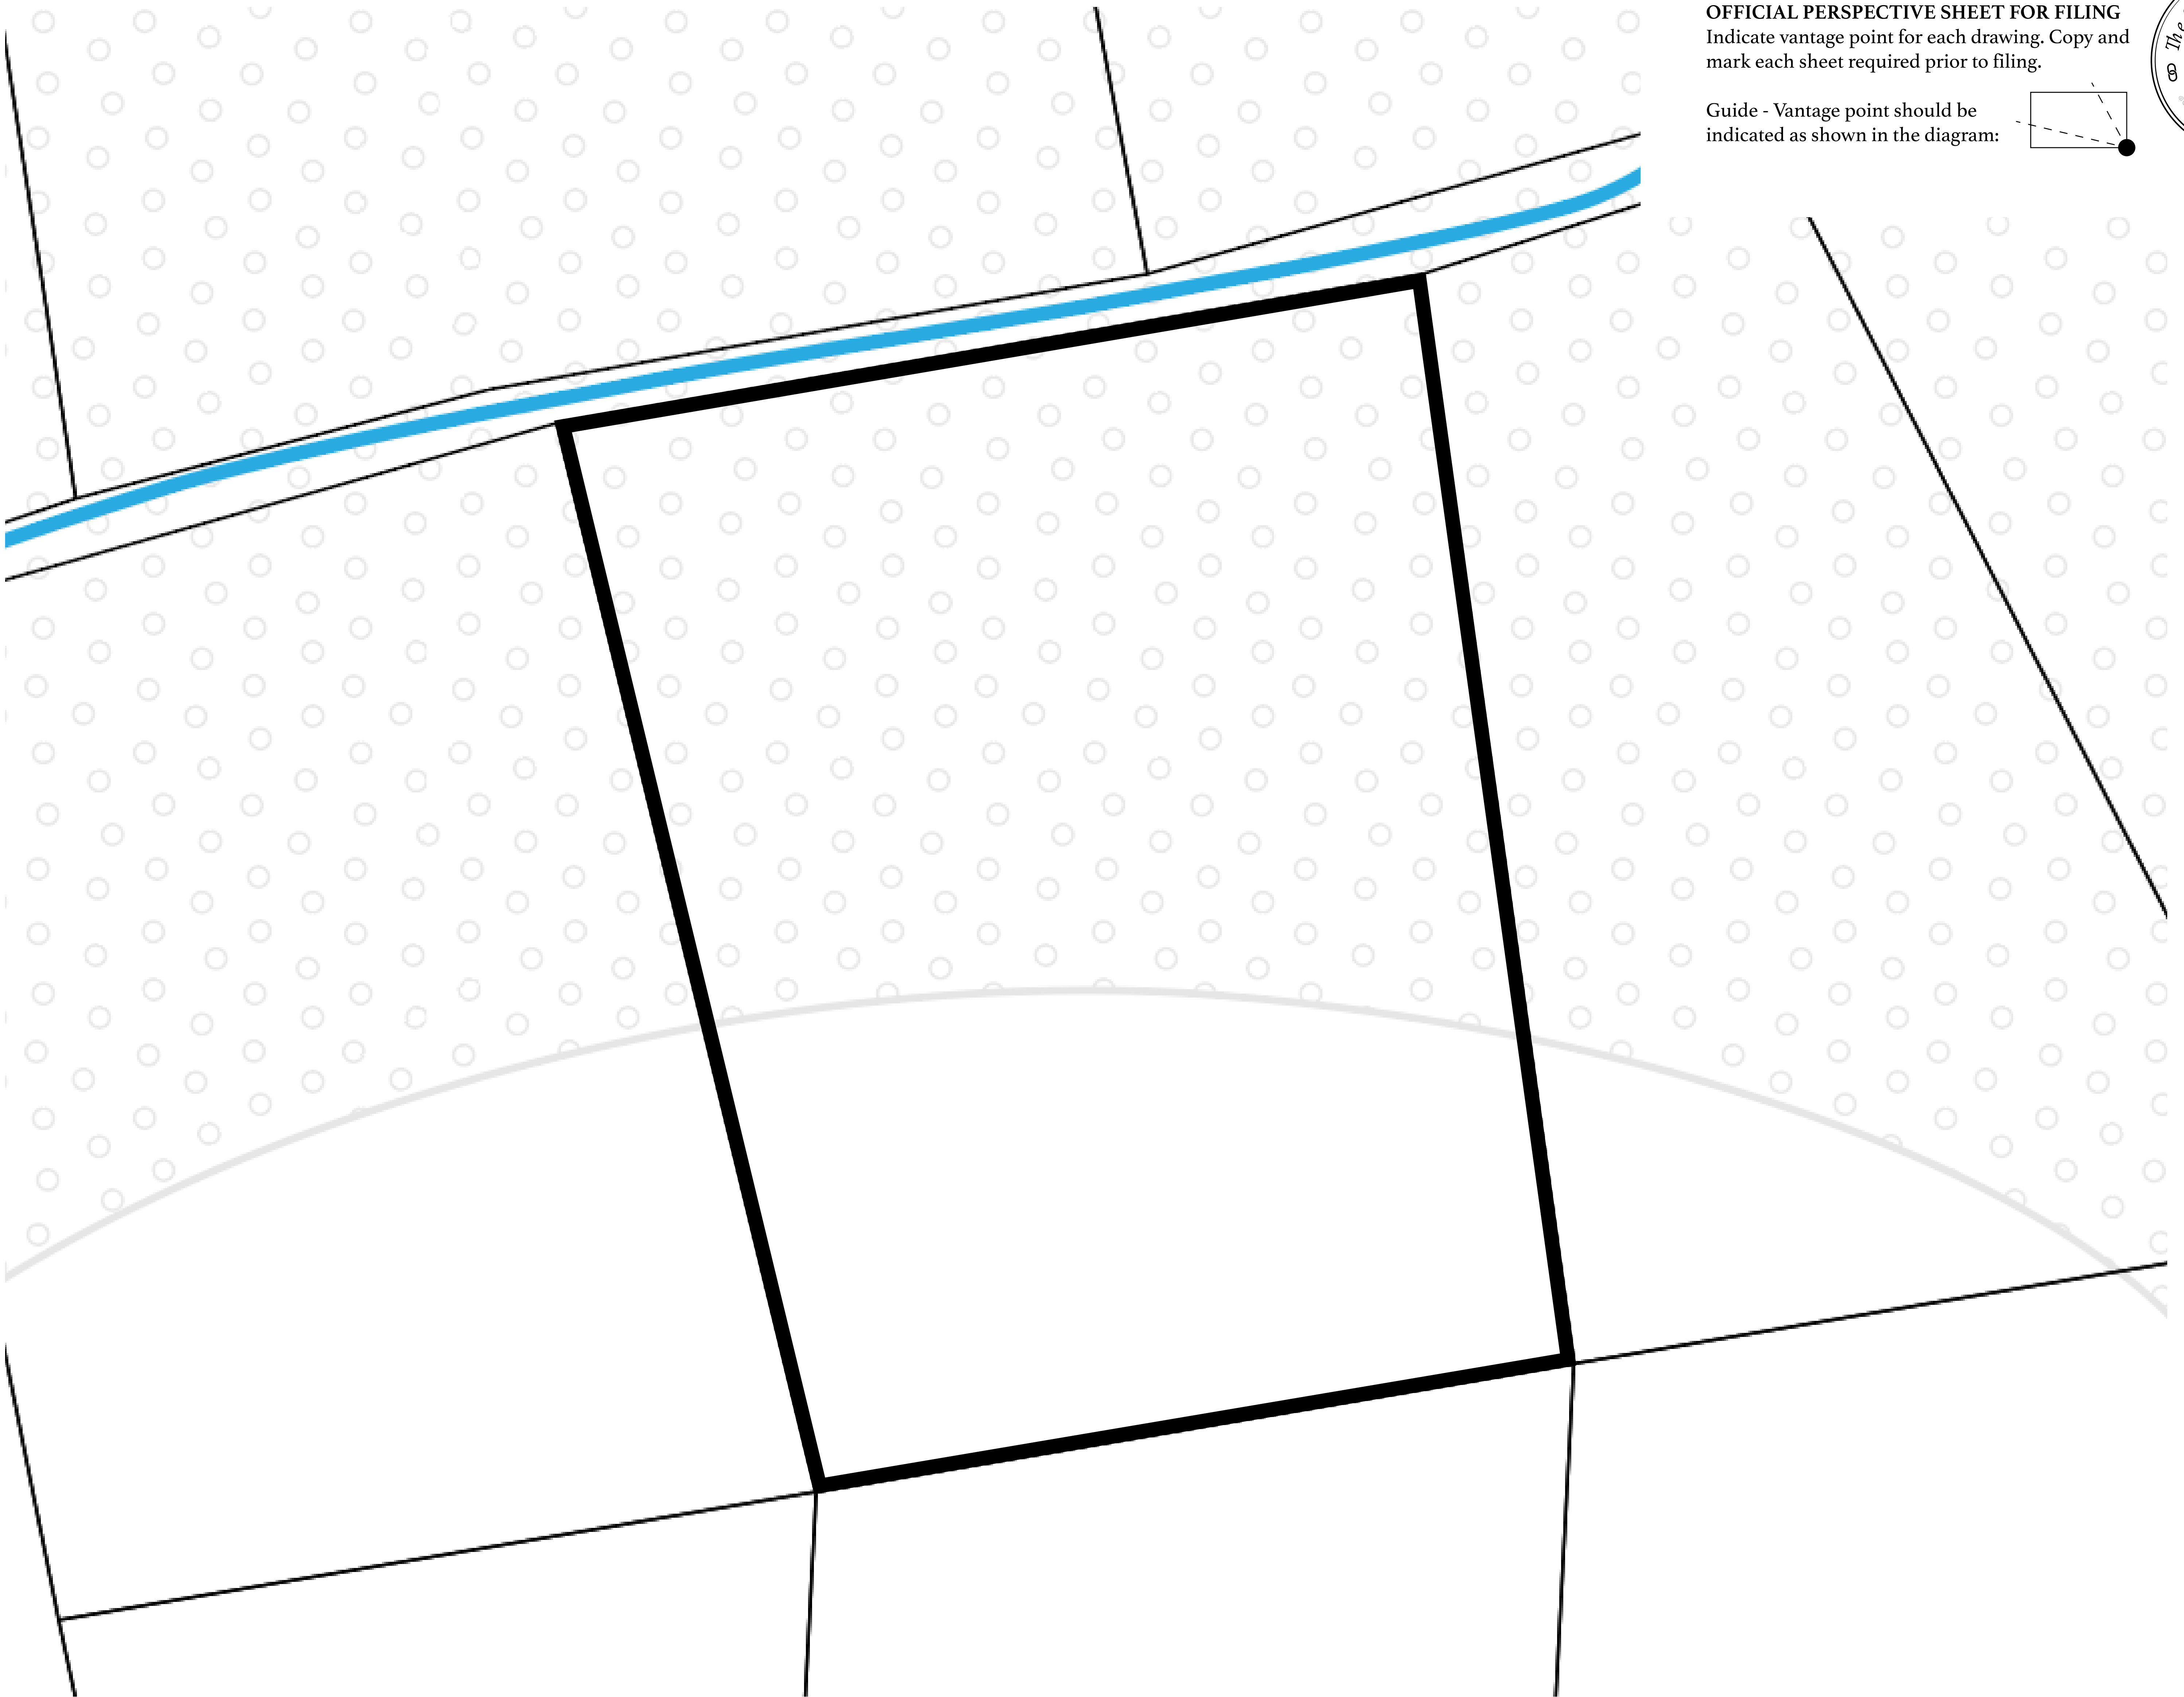 OFFICIAL PERSPECTIVE SHEET FOR FILING
Indicate vantage point for each drawing. Copy and
mark each sheet required prior to filing.
Guide - Vantage point should be
indicated as shown in the diagram:
The